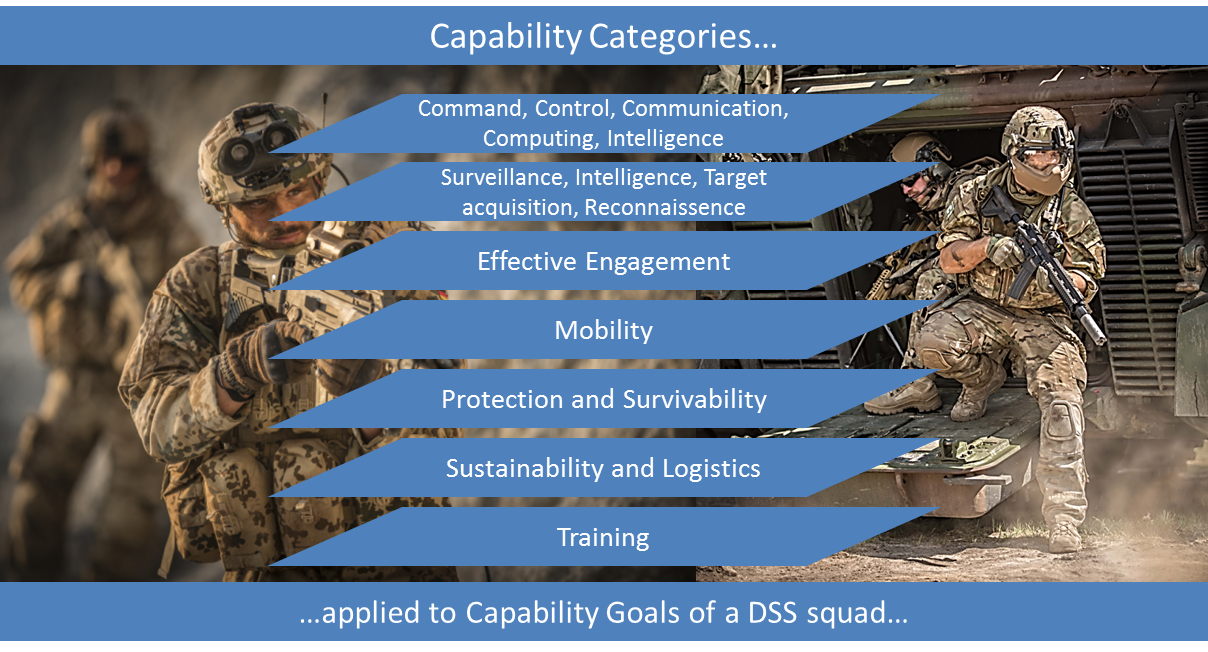 Capability Categories...
Command, Control, Communication,
Computing, Intelligence
Surveillance, Intelligence, Target
acquisition, Reconnaissence
Effective Engagement
Mobility
Protection and Survivability
Sustainability and Logistics
Training
...applied to Capability Goals of a DSS squad...